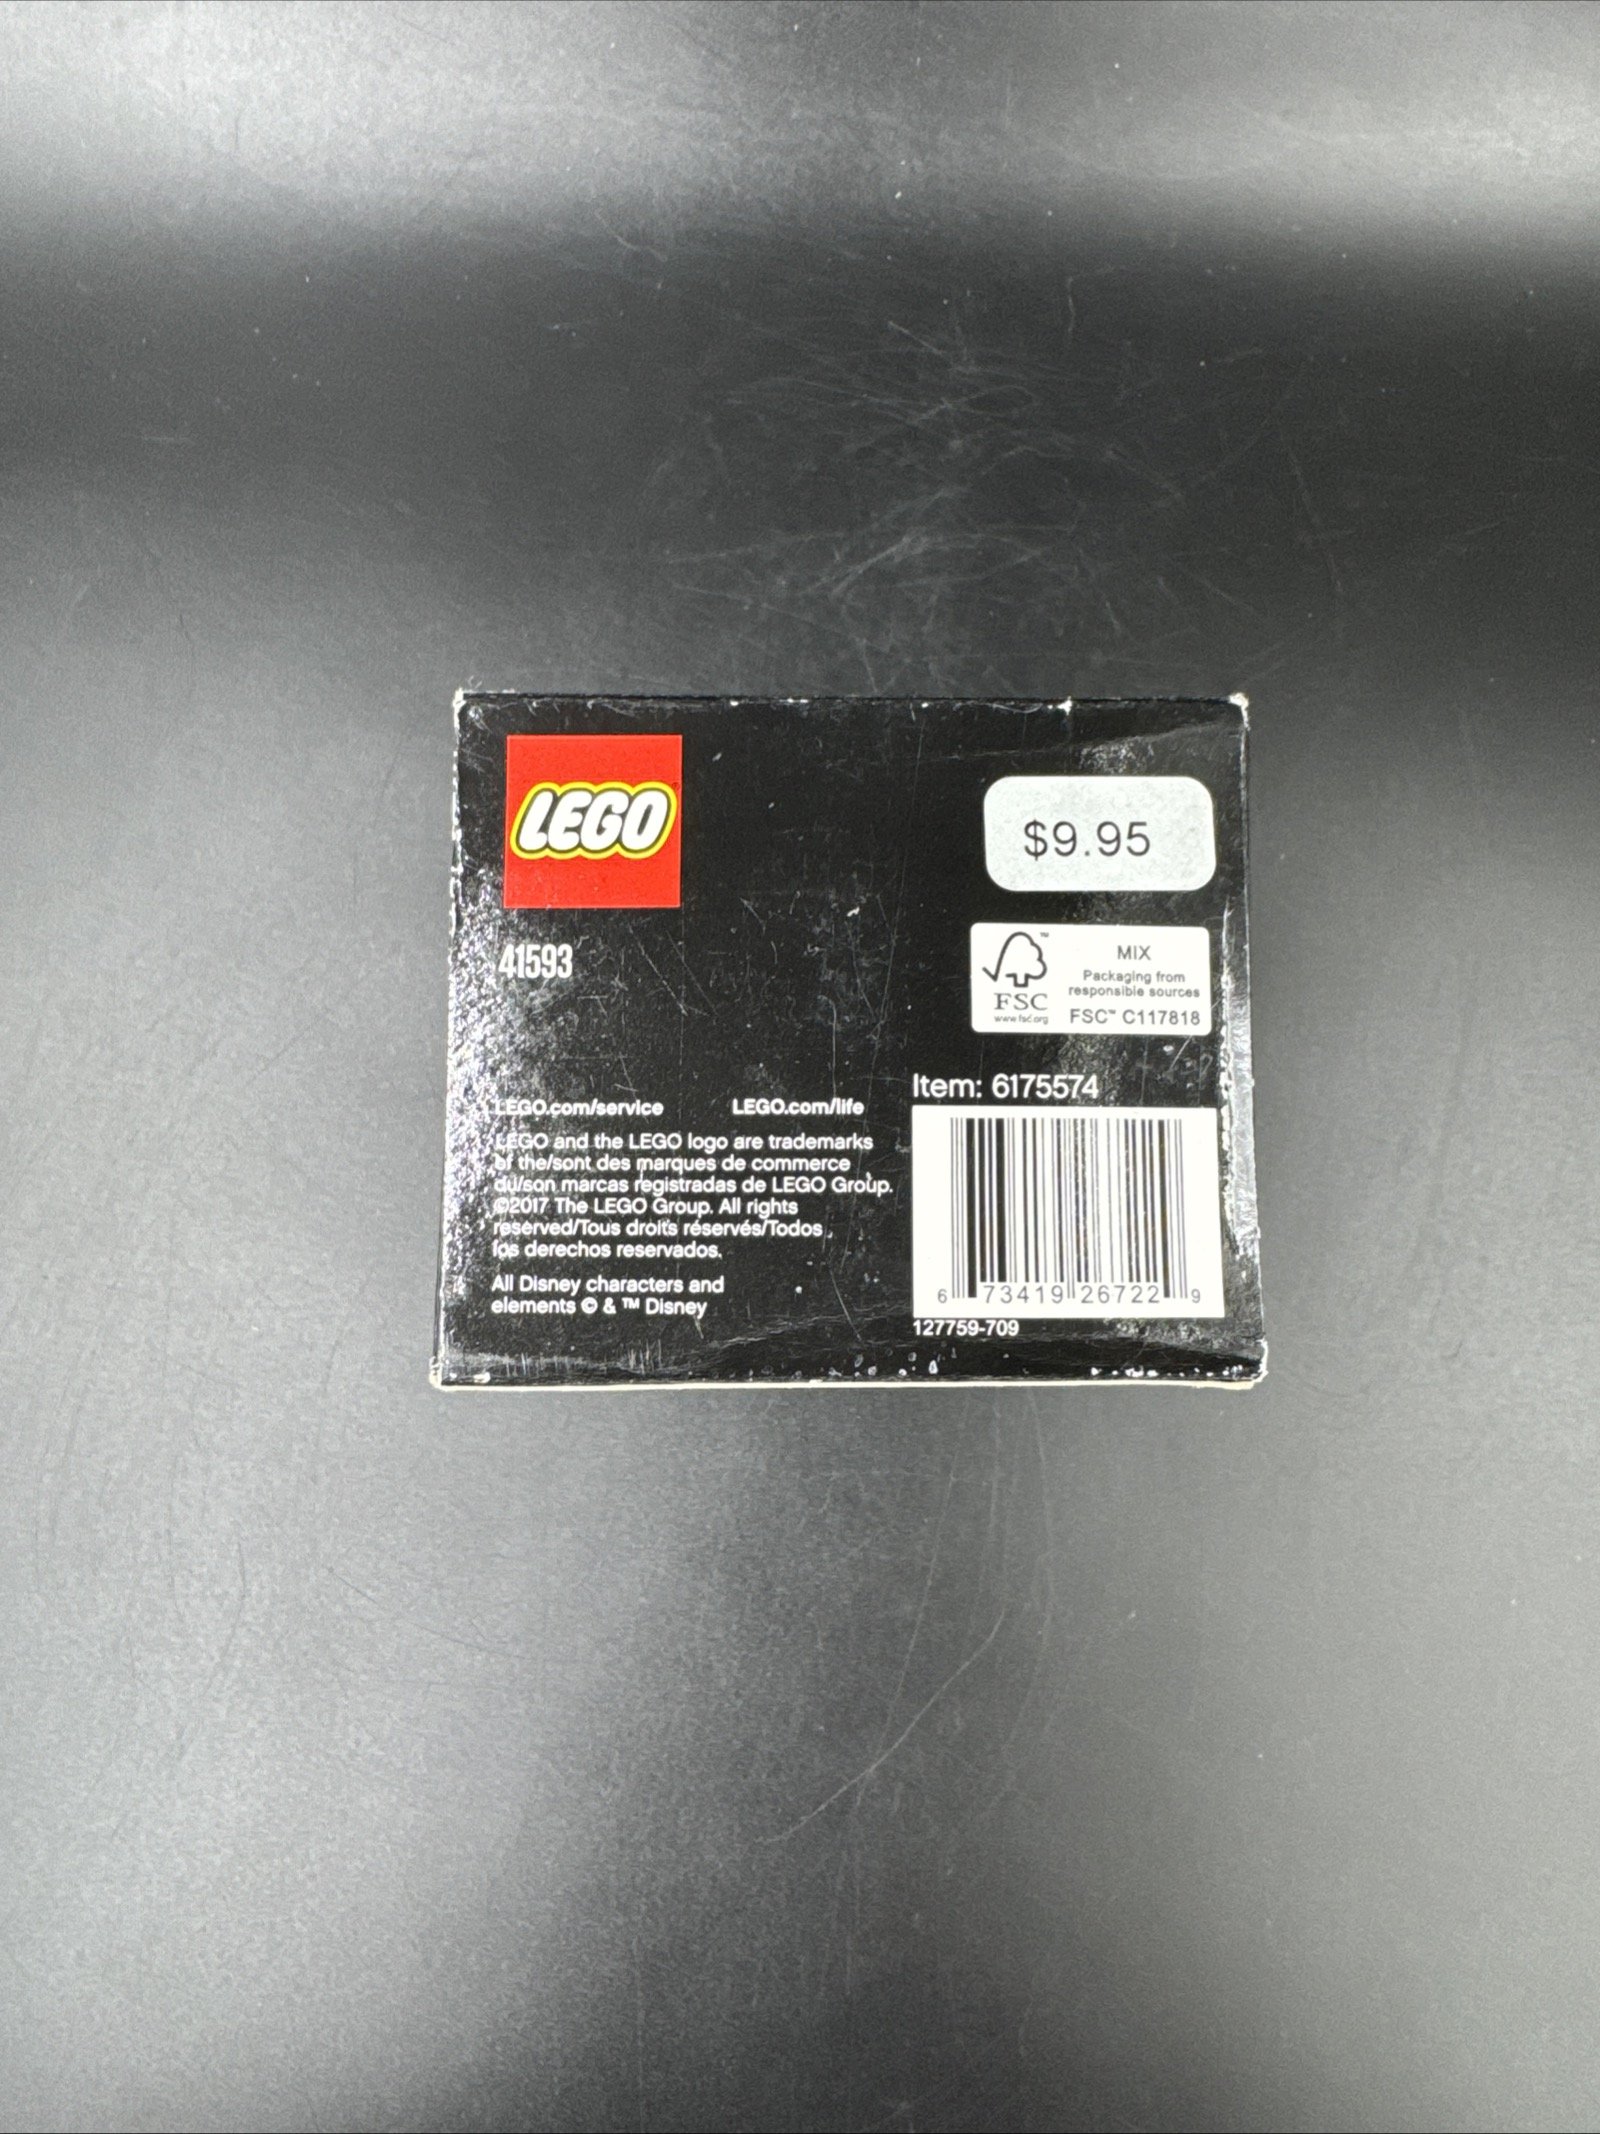 LEGO
$9.95
41593
FSC™
www.fsc.org
MIX
Packaging from
responsible sources
FSC™ C117818
Item: 6175574
LEGO.com/service LEGO.com/life
LEGO and the LEGO logo are trademarks
of the/sont des marques de commerce
du/son marcas registradas de LEGO Group.
©2017 The LEGO Group. All rights
reserved/Tous droits réservés/Todos
los derechos reservados.
All Disney characters and
elements © & ™ Disney
6 73419 26722 9
127759-709